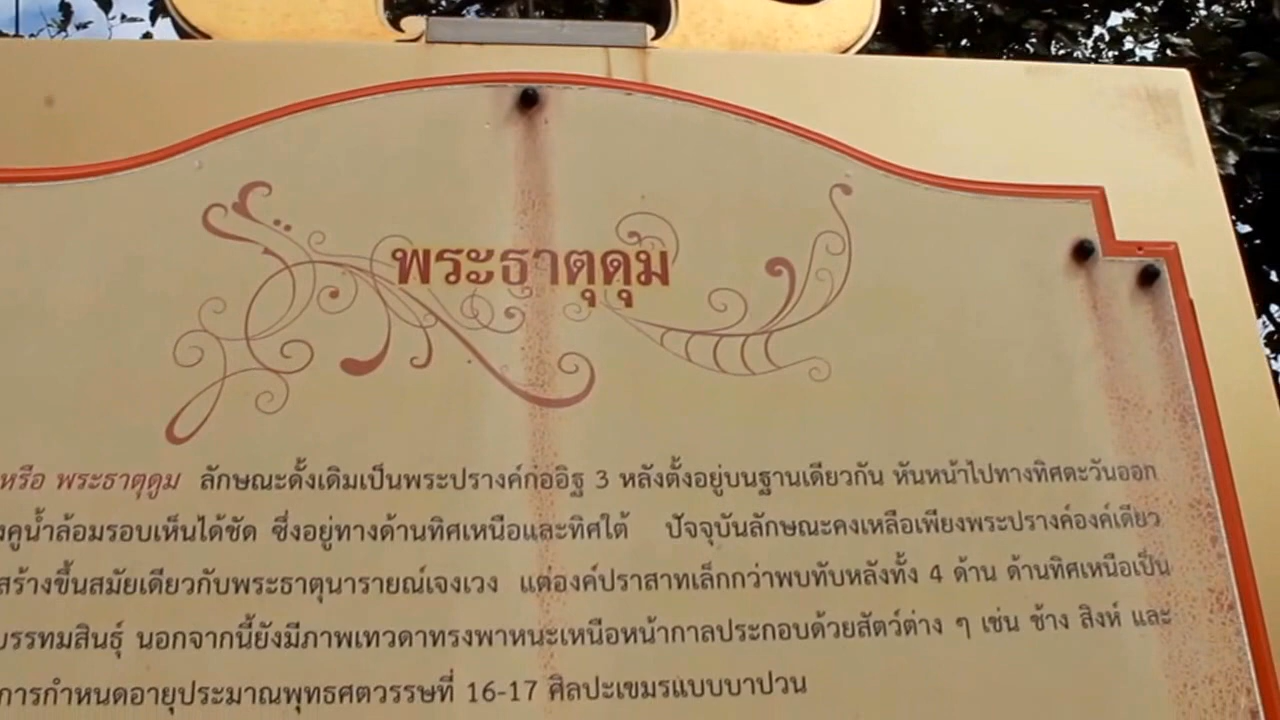 พระธาตุดุม
หรือ พระธาตุดูม ลักษณะดั้งเดิมเป็นพระปรางค์ก่ออิฐ 3 หลังตั้งอยู่บนฐานเดียวกัน หันหน้าไปทางทิศตะวันออก
คูน้ำล้อมรอบเห็นได้ชัด ซึ่งอยู่ทางด้านทิศเหนือและทิศใต้ ปัจจุบันลักษณะคงเหลือเพียงพระปรางค์องค์เดียว
สร้างขึ้นสมัยเดียวกับพระธาตุนารายณ์เจงเวง แต่องค์ปราสาทเล็กกว่าพบทับหลังทั้ง 4 ด้าน ด้านทิศเหนือเป็น
บรรทมสินธุ์ นอกจากนี้ยังมีภาพเทวดาทรงพาหนะเหนือหน้ากาลประกอบด้วยสัตว์ต่าง ๆ เช่น ช้าง สิงห์ และ
การกำหนดอายุประมาณพุทธศตวรรษที่ 16-17 ศิลปะเขมรแบบบาปวน